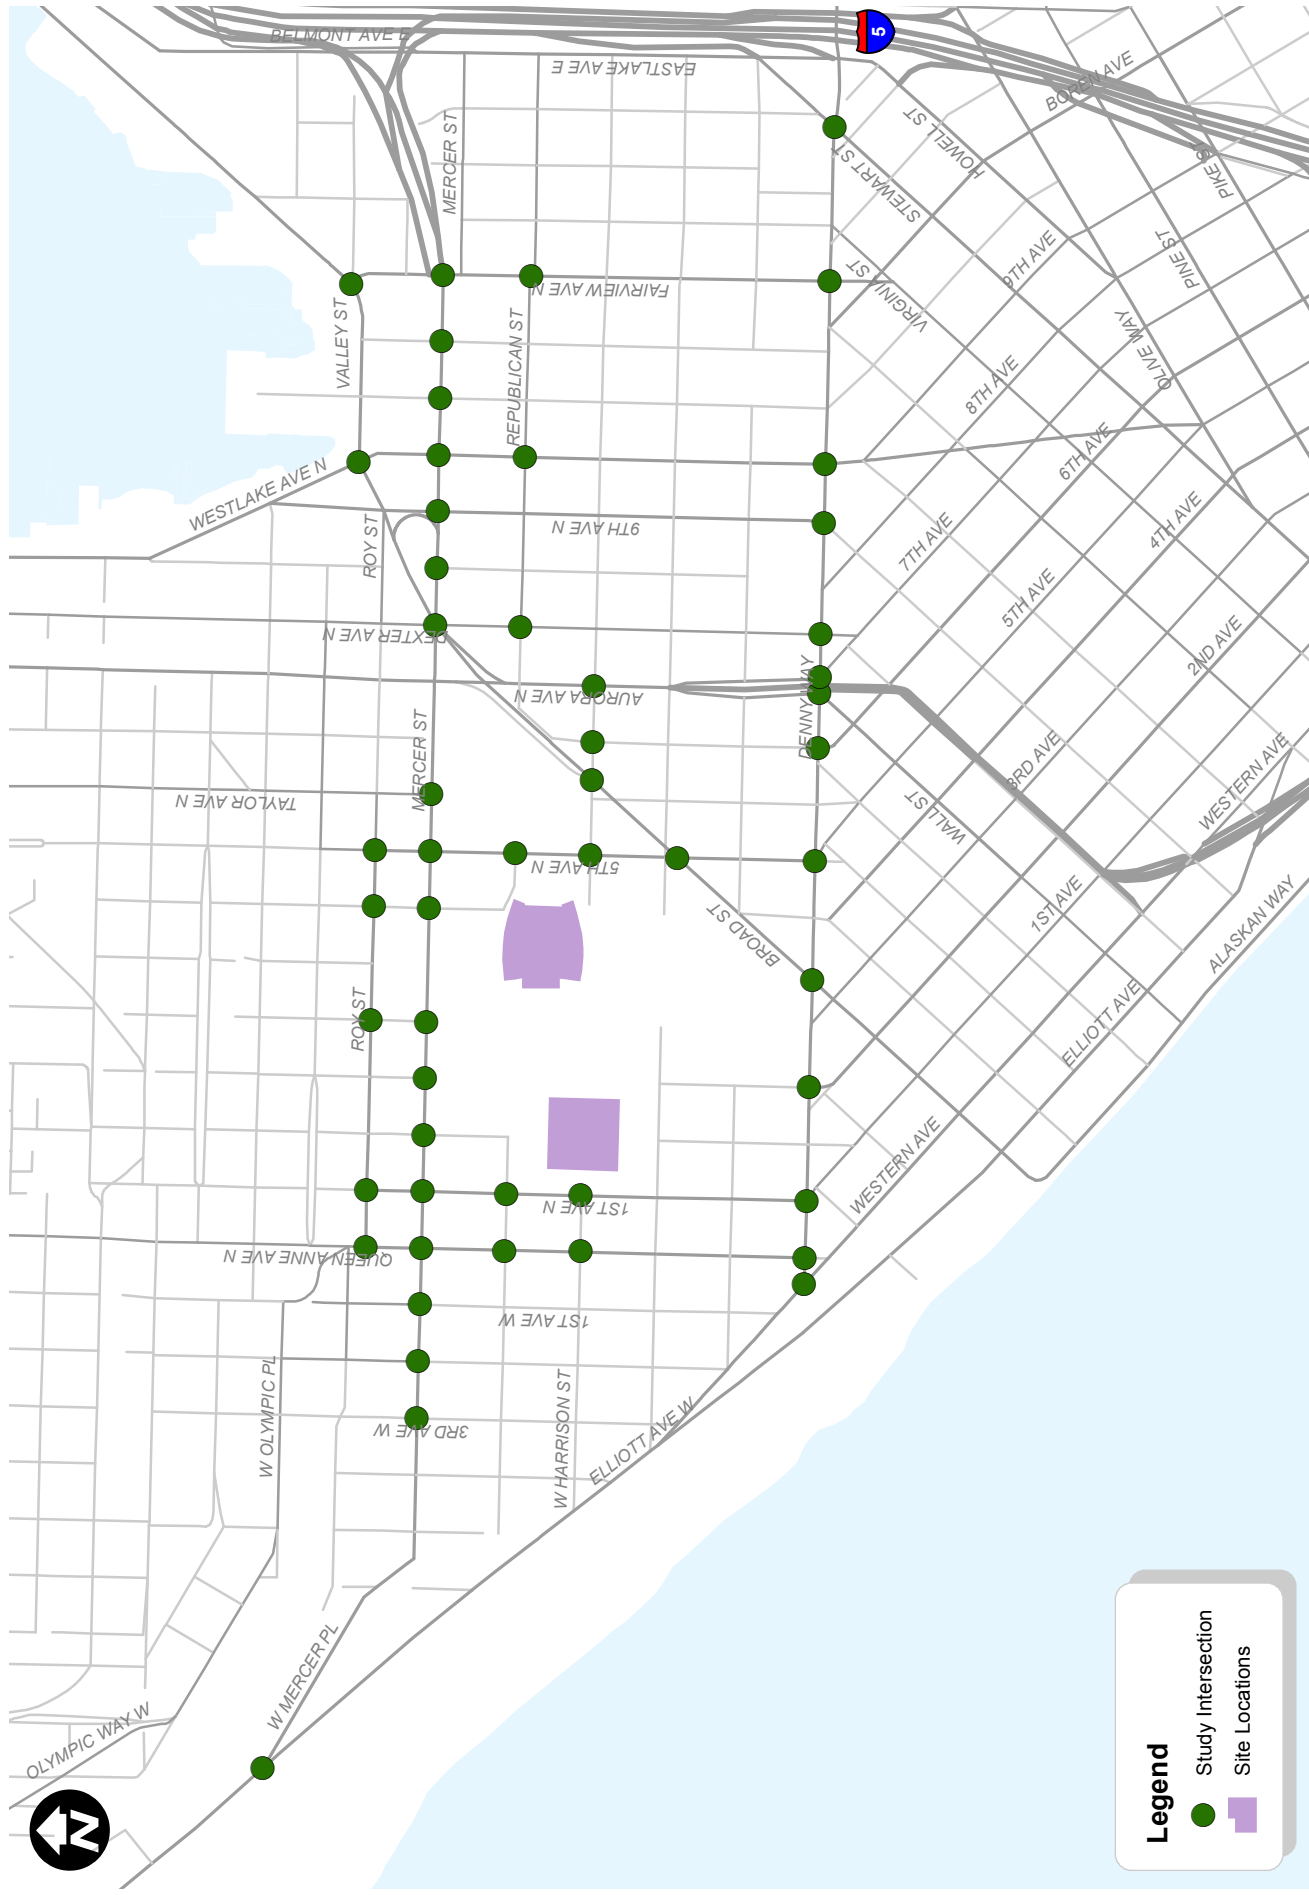 BELMONT AVE E
5
EASTLAKE AVE E
BOREN AVE
HOWELL ST
MERCER ST
STEWART ST
PIKE ST
9TH AVE
PINE ST
VIRGINIA ST
FAIRVIEW AVE N
VALLEY ST
REPUBLICAN ST
OLIVE WAY
8TH AVE
6TH AVE
WESTLAKE AVE N
4TH AVE
ROY ST
9TH AVE N
7TH AVE
5TH AVE
DEXTER AVE N
2ND AVE
AURORA AVE N
DENNY WAY
MERCER ST
3RD AVE
WESTERN AVE
TAYLOR AVE N
WALL ST
5TH AVE N
1ST AVE
ALASKAN WAY
BROAD ST
ROY ST
ELLIOTT AVE
WESTERN AVE
1ST AVE N
QUEEN ANNE AVE N
1ST AVE W
W OLYMPIC PL
W HARRISON ST
3RD AVE W
ELLIOTT AVE W
W MERCER PL
OLYMPIC WAY W
N
Legend
Study Intersection
Site Locations